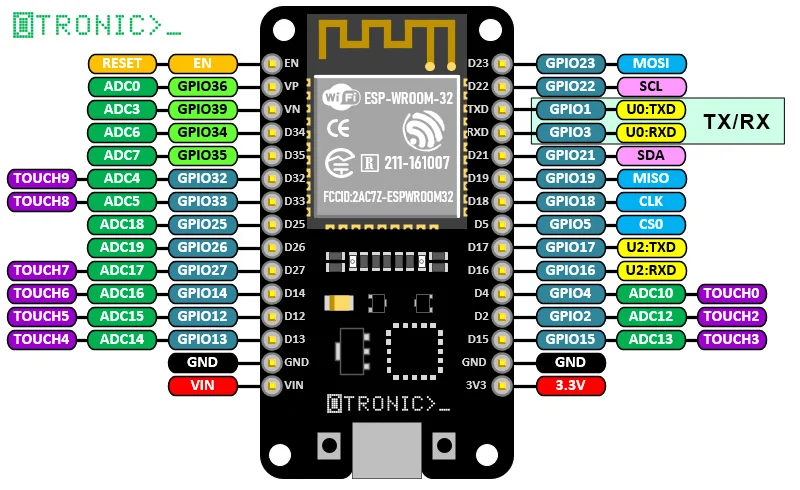 DTRONIC>_
RESET EN EN D23 GPIO23 MOSI
ADC0 GPIO36 VP D22 GPIO22 SCL
ADC3 GPIO39 VN TXD GPIO1 U0:TXD
ADC6 GPIO34 D34 RXD GPIO3 U0:RXD
TX/RX
ADC7 GPIO35 D35 D21 GPIO21 SDA
TOUCH9 ADC4 GPIO32 D32 D19 GPIO19 MISO
TOUCH8 ADC5 GPIO33 D33 D18 GPIO18 CLK
ADC18 GPIO25 D25 D5 GPIO5 CS0
ADC19 GPIO26 D26 D17 GPIO17 U2:TXD
TOUCH7 ADC17 GPIO27 D27 D16 GPIO16 U2:RXD
TOUCH6 ADC16 GPIO14 D14 D4 GPIO4 ADC10 TOUCH0
TOUCH5 ADC15 GPIO12 D12 D2 GPIO2 ADC12 TOUCH2
TOUCH4 ADC14 GPIO13 D13 D15 GPIO15 ADC13 TOUCH3
GND GND GND GND
VIN VIN 3V3 3.3V
WiFi ESP-WROOM-32
CE
R 211-161007
FCCID:2AC7Z-ESPWROOM32
DTRONIC>_